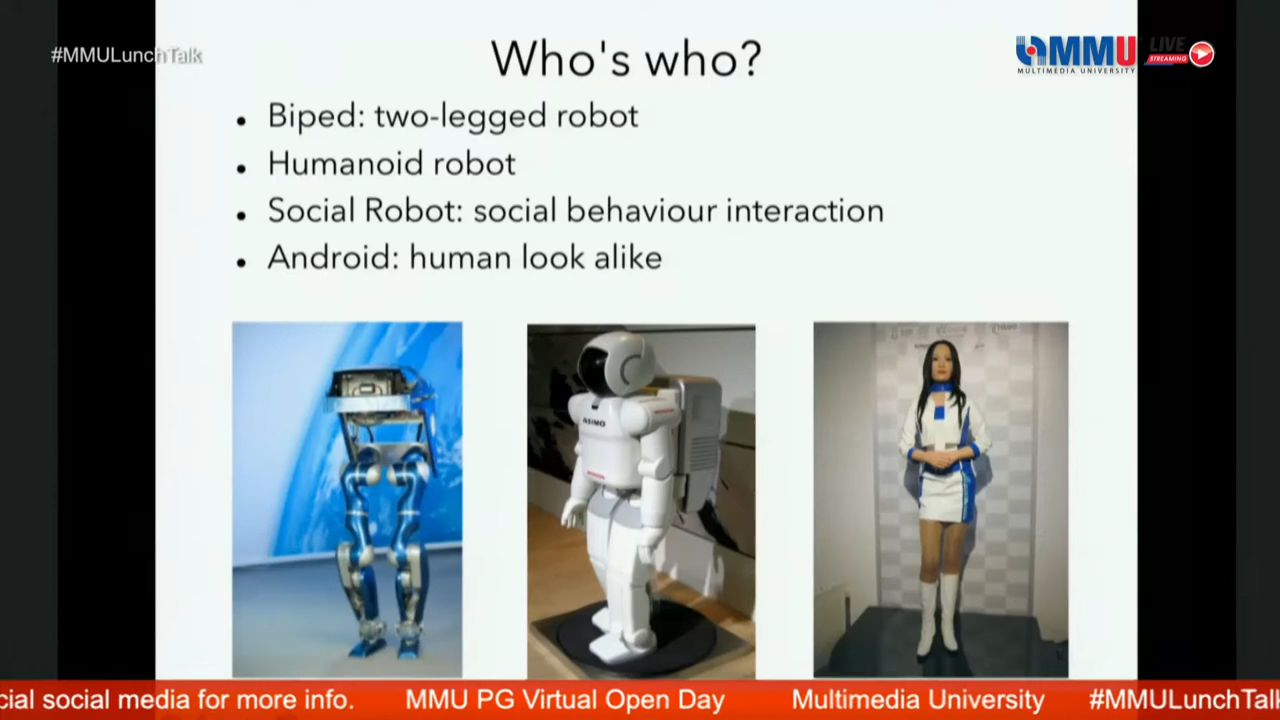 #MMULunchTalk
Who's who?
MMU
MULTIMEDIA UNIVERSITY
LIVE
STREAMING
• Biped: two-legged robot
• Humanoid robot
• Social Robot: social behaviour interaction
• Android: human look alike
ASIMO
cial social media for more info. MMU PG Virtual Open Day Multimedia University #MMULunchTalk